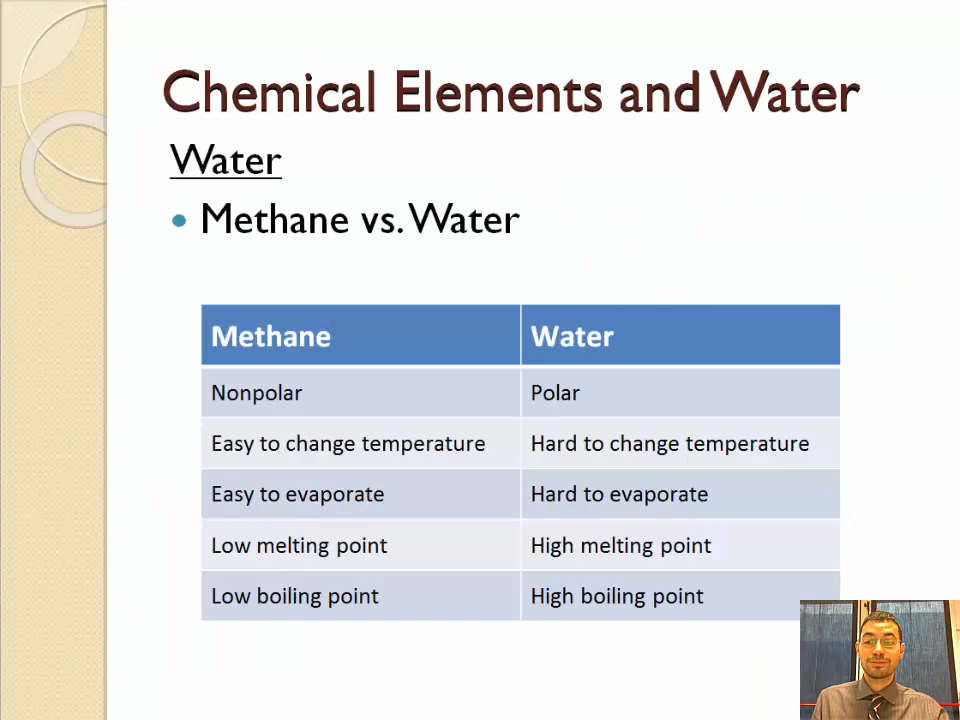 Chemical Elements and Water
Water
Methane vs. Water
Methane Water
Nonpolar Polar
Easy to change temperature Hard to change temperature
Easy to evaporate Hard to evaporate
Low melting point High melting point
Low boiling point High boiling point